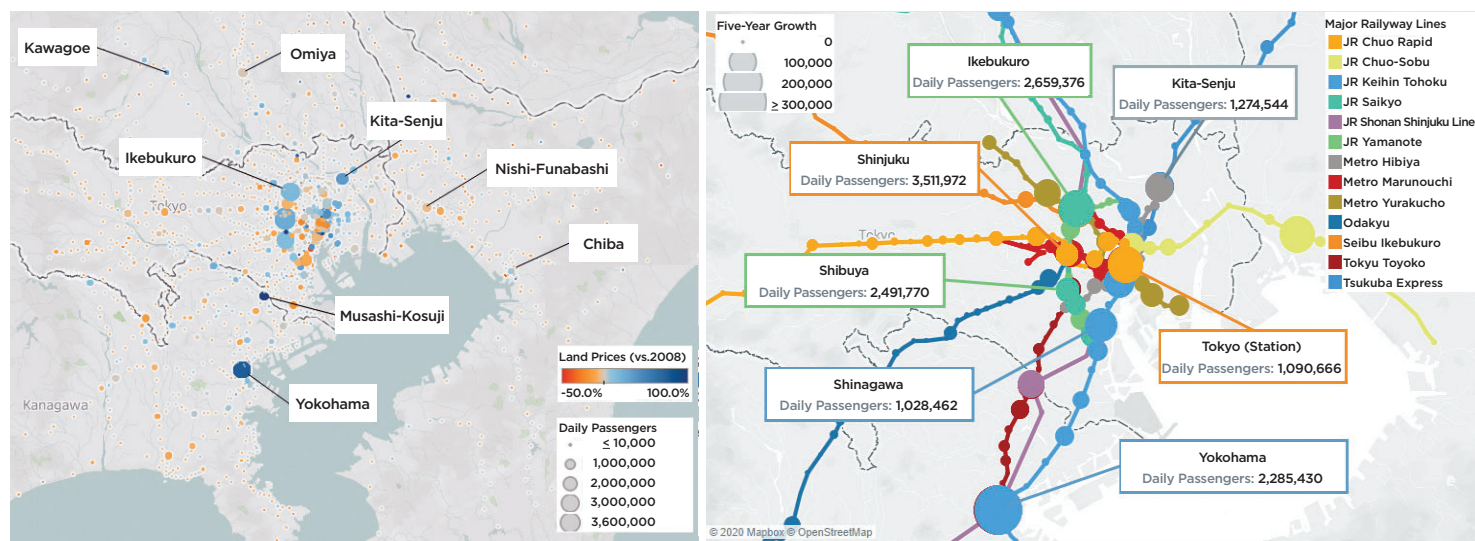 Kawagoe
Omiya
Kita-Senju
Ikebukuro
Nishi-Funabashi
Tokyo
Chiba
Musashi-Kosuji
Yokohama
Kanagawa
Land Prices (vs.2008)
-50.0% 100.0%
Daily Passengers
≤ 10,000
1,000,000
2,000,000
3,000,000
3,600,000
Five-Year Growth
0
100,000
200,000
≥ 300,000
Ikebukuro
Daily Passengers: 2,659,376
Kita-Senju
Daily Passengers: 1,274,544
Shinjuku
Daily Passengers: 3,511,972
Tokyo
Shibuya
Daily Passengers: 2,491,770
Tokyo (Station)
Daily Passengers: 1,090,666
Shinagawa
Daily Passengers: 1,028,462
Yokohama
Daily Passengers: 2,285,430
Major Railway Lines
JR Chuo Rapid
JR Chuo-Sobu
JR Keihin Tohoku
JR Saikyo
JR Shonan Shinjuku Line
JR Yamanote
Metro Hibiya
Metro Marunouchi
Metro Yurakucho
Odakyu
Seibu Ikebukuro
Tokyu Toyoko
Tsukuba Express
© 2020 Mapbox © OpenStreetMap